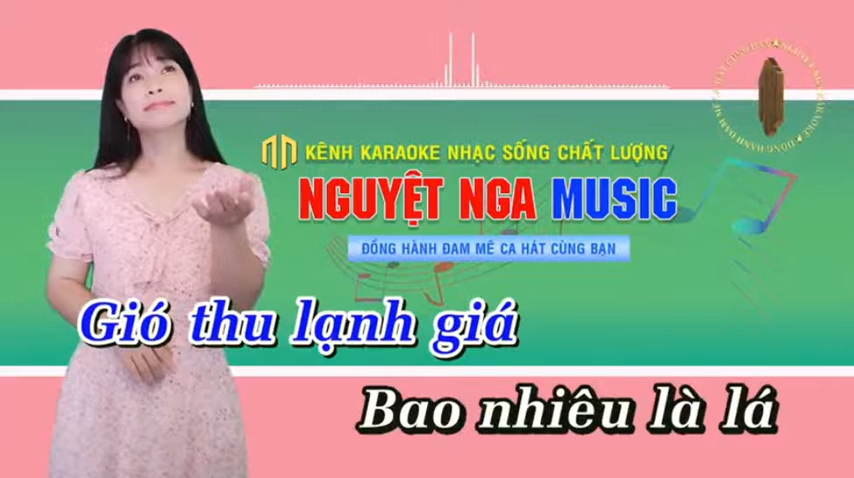 KÊNH KARAOKE NHẠC SỐNG CHẤT LƯỢNG
NGUYỆT NGA MUSIC
ĐỒNG HÀNH ĐAM MÊ CA HÁT CÙNG BẠN
Gió thu lạnh giá
Bao nhiêu là lá